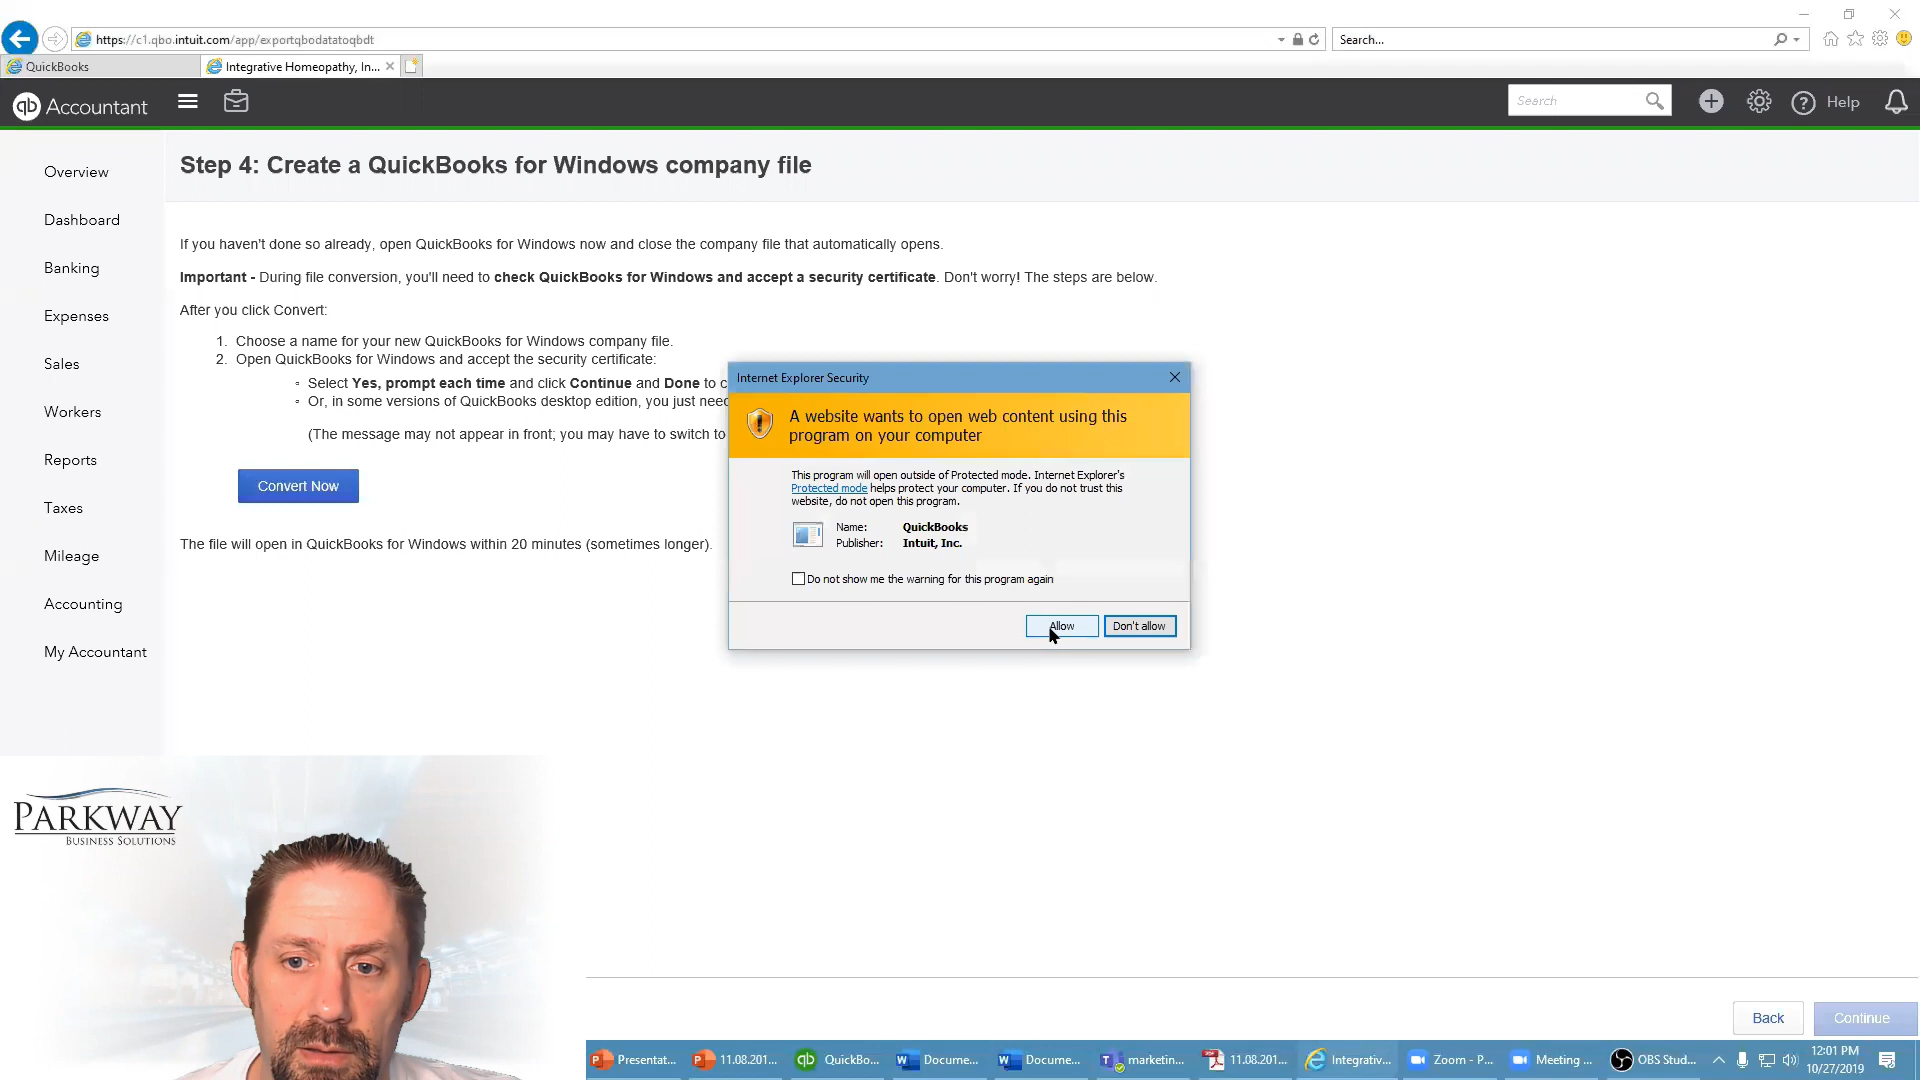 https://c1.qbo.intuit.com/app/exportqbodatatoqbdt
Search...
QuickBooks
Integrative Homeopathy, In...
qb Accountant
Search
Help
Overview
Dashboard
Banking
Expenses
Sales
Workers
Reports
Taxes
Mileage
Accounting
My Accountant
Step 4: Create a QuickBooks for Windows company file
If you haven't done so already, open QuickBooks for Windows now and close the company file that automatically opens.
Important - During file conversion, you'll need to check QuickBooks for Windows and accept a security certificate. Don't worry! The steps are below.
After you click Convert:
1. Choose a name for your new QuickBooks for Windows company file.
2. Open QuickBooks for Windows and accept the security certificate:
◦ Select Yes, prompt each time and click Continue and Done to c
◦ Or, in some versions of QuickBooks desktop edition, you just need
(The message may not appear in front; you may have to switch to
Convert Now
The file will open in QuickBooks for Windows within 20 minutes (sometimes longer).
Internet Explorer Security
A website wants to open web content using this
program on your computer
This program will open outside of Protected mode. Internet Explorer's
Protected mode helps protect your computer. If you do not trust this
website, do not open this program.
Name: QuickBooks
Publisher: Intuit, Inc.
Do not show me the warning for this program again
Allow
Don't allow
PARKWAY
BUSINESS SOLUTIONS
Back
Continue
Presentat...
11.08.201...
QuickBo...
Docume...
Docume...
marketin...
11.08.201...
Integrativ...
Zoom - P...
Meeting ...
OBS Stud...
12:01 PM
10/27/2019